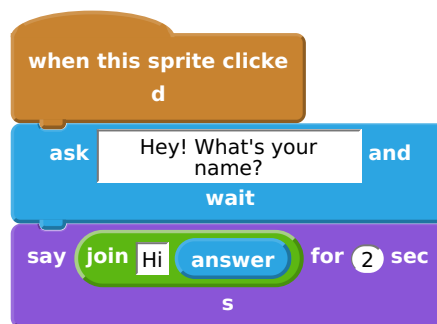 when this sprite clicke
d
ask Hey! What's your name? and
wait
say join Hi answer for 2 sec
s